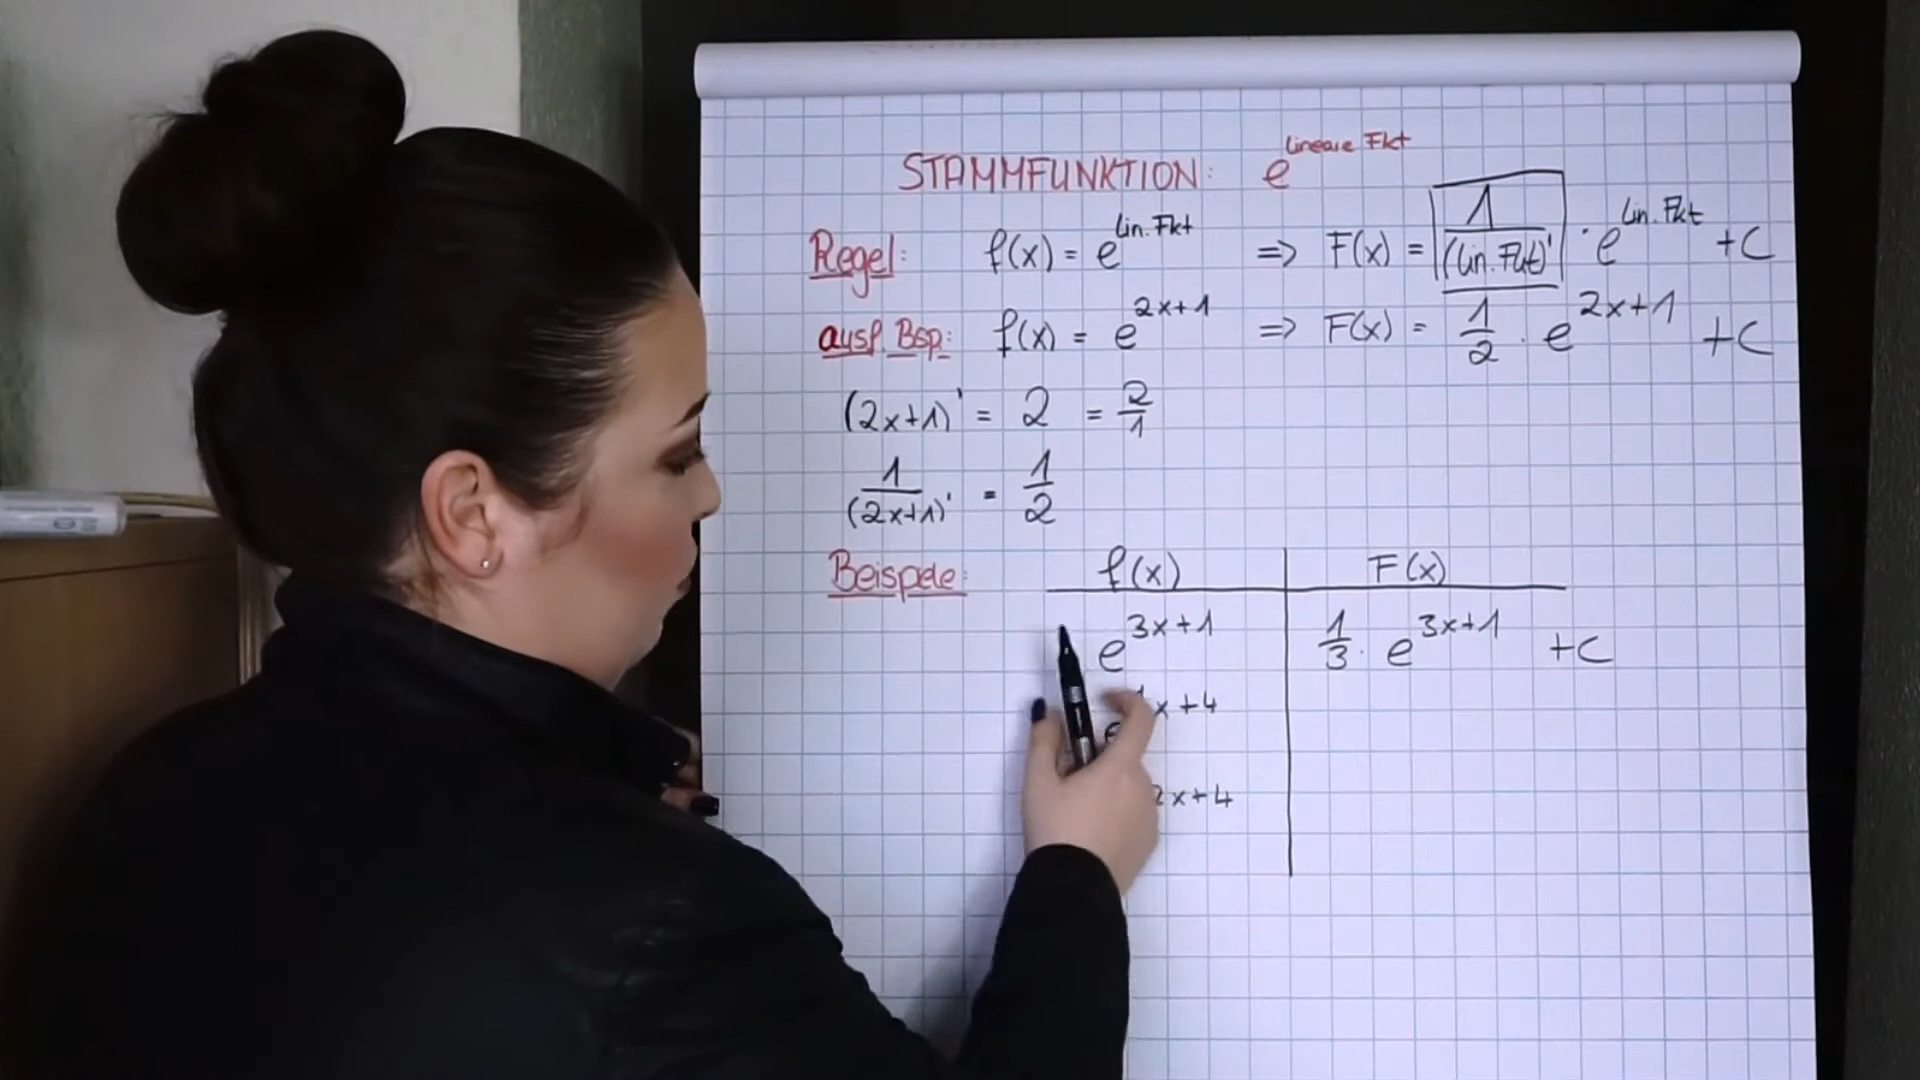 STAMMFUNKTION: e^lineare Fkt
Regel: f(x) = e^Lin.Fkt => F(x) = 1/(Lin.Fkt)' · e^Lin.Fkt +C
ausf. Bsp: f(x) = e^2x+1 => F(x) = 1/2 · e^2x+1 +C
(2x+1)' = 2 = 2/1
1/(2x+1)' = 1/2
Beispiele: f(x) F(x)
e^3x+1 1/3 · e^3x+1 +C
x+4
2x+4